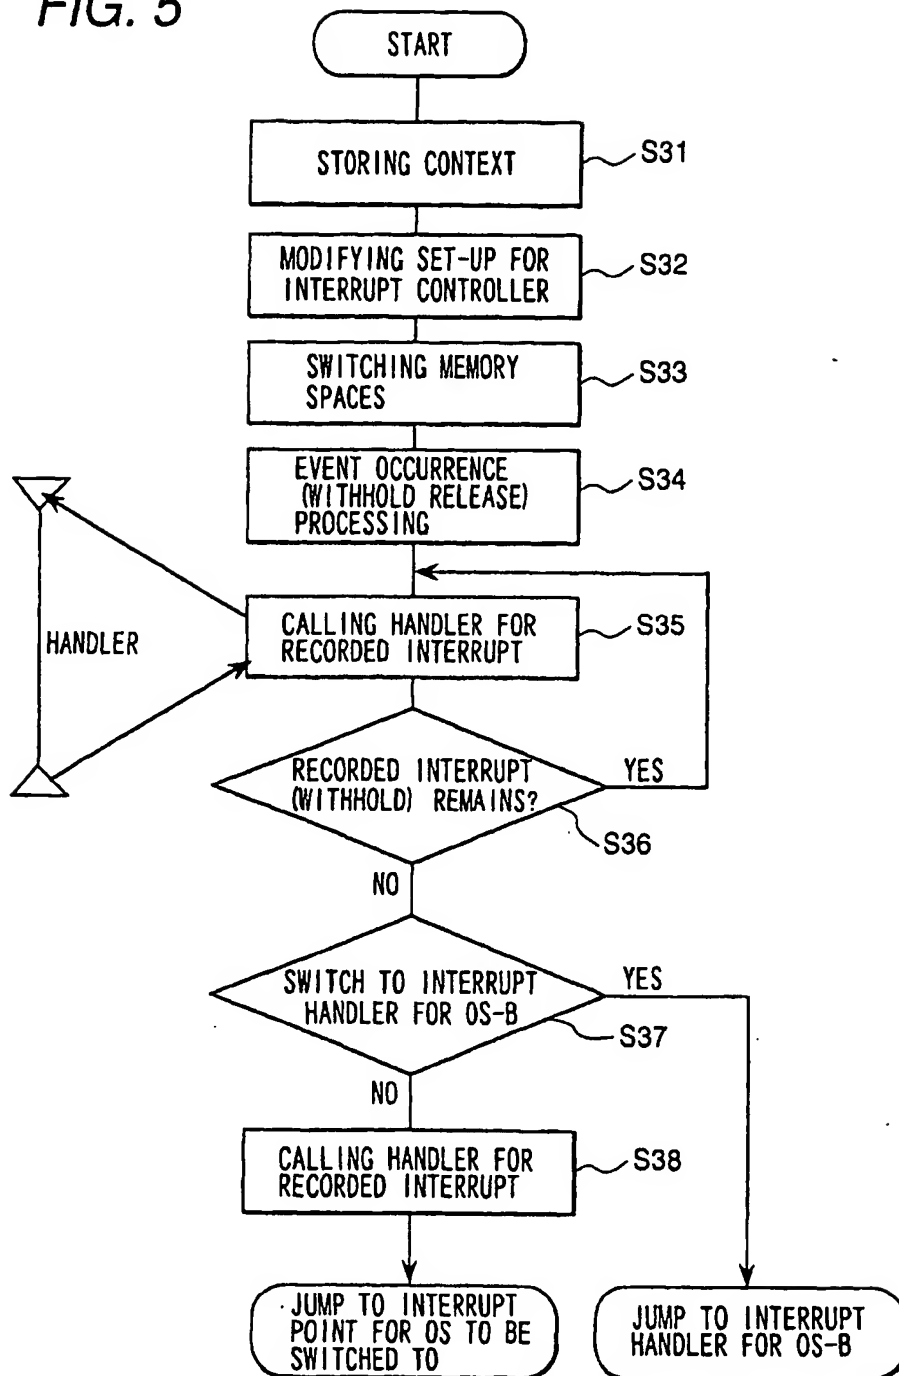 FIG. 5
START
STORING CONTEXT
S31
MODIFYING SET-UP FOR
INTERRUPT CONTROLLER
S32
SWITCHING MEMORY
SPACES
S33
EVENT OCCURRENCE
(WITHHOLD RELEASE)
PROCESSING
S34
HANDLER
CALLING HANDLER FOR
RECORDED INTERRUPT
S35
RECORDED INTERRUPT
(WITHHOLD) REMAINS?
YES
S36
NO
SWITCH TO INTERRUPT
HANDLER FOR OS-B
YES
S37
NO
CALLING HANDLER FOR
RECORDED INTERRUPT
S38
JUMP TO INTERRUPT
POINT FOR OS TO BE
SWITCHED TO
JUMP TO INTERRUPT
HANDLER FOR OS-B